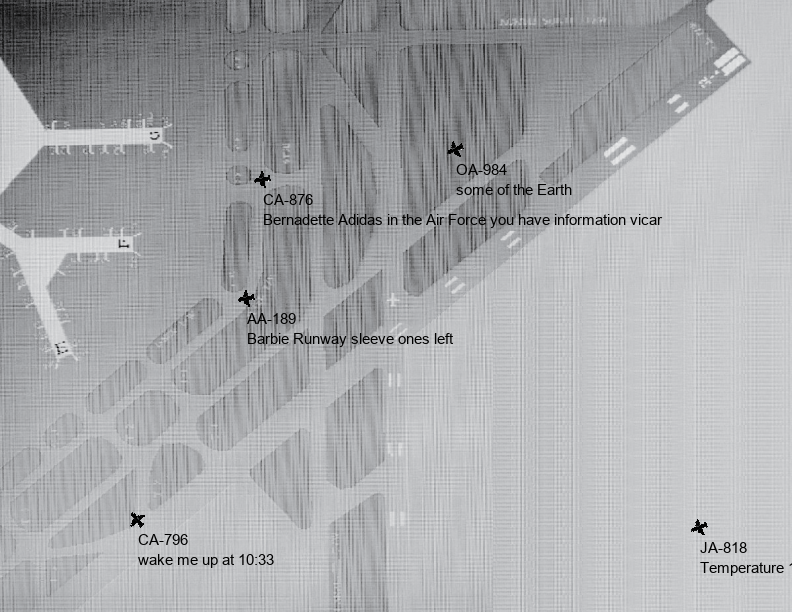 OA-984
some of the Earth
CA-876
Bernadette Adidas in the Air Force you have information vicar
AA-189
Barbie Runway sleeve ones left
CA-796
wake me up at 10:33
JA-818
Temperature